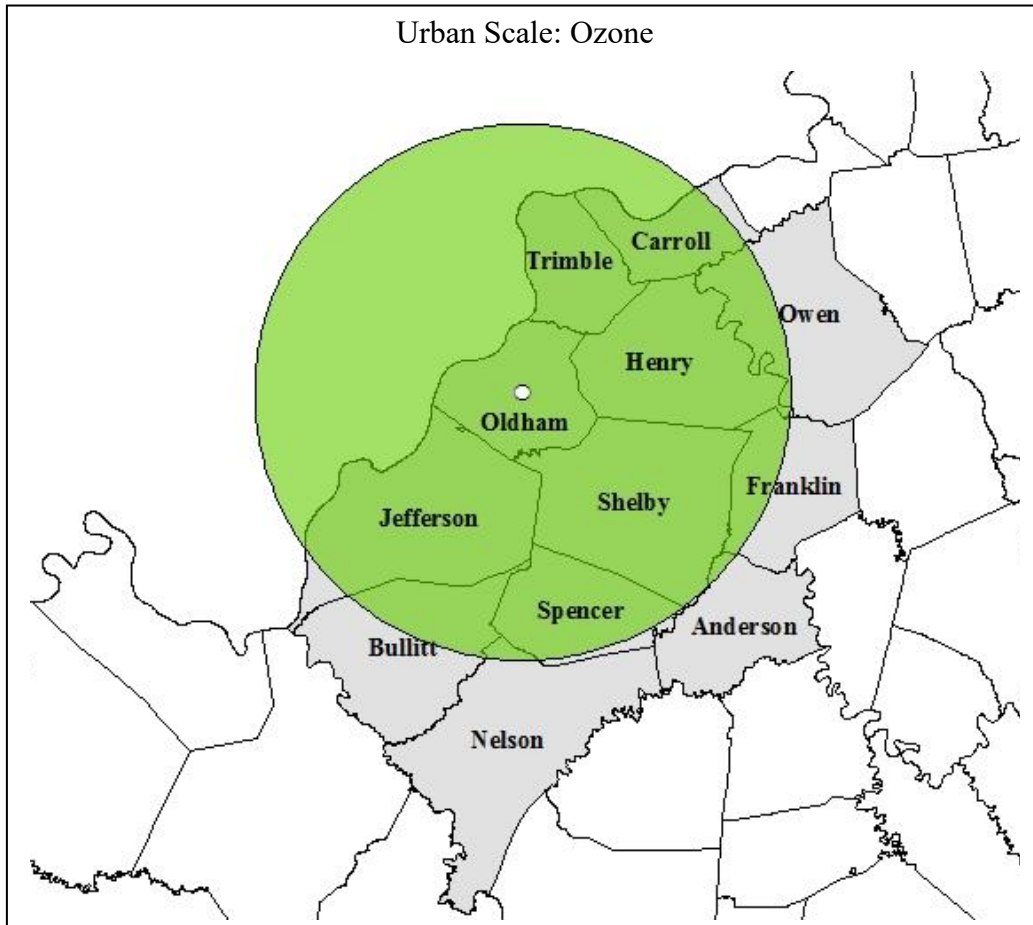 Urban Scale: Ozone
Carroll
Trimble
Owen
Henry
Oldham
Franklin
Shelby
Jefferson
Spencer
Anderson
Bullitt
Nelson